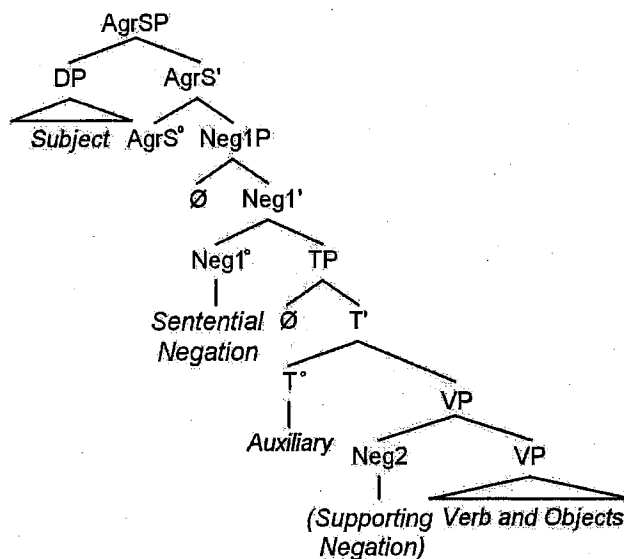 AgrSP
DP AgrS'
Subject AgrS° Neg1P
Ø Neg1'
Neg1° TP
Sentential Ø T'
Negation
T°
VP
Auxiliary
Neg2 VP
(Supporting Verb and Objects
Negation)